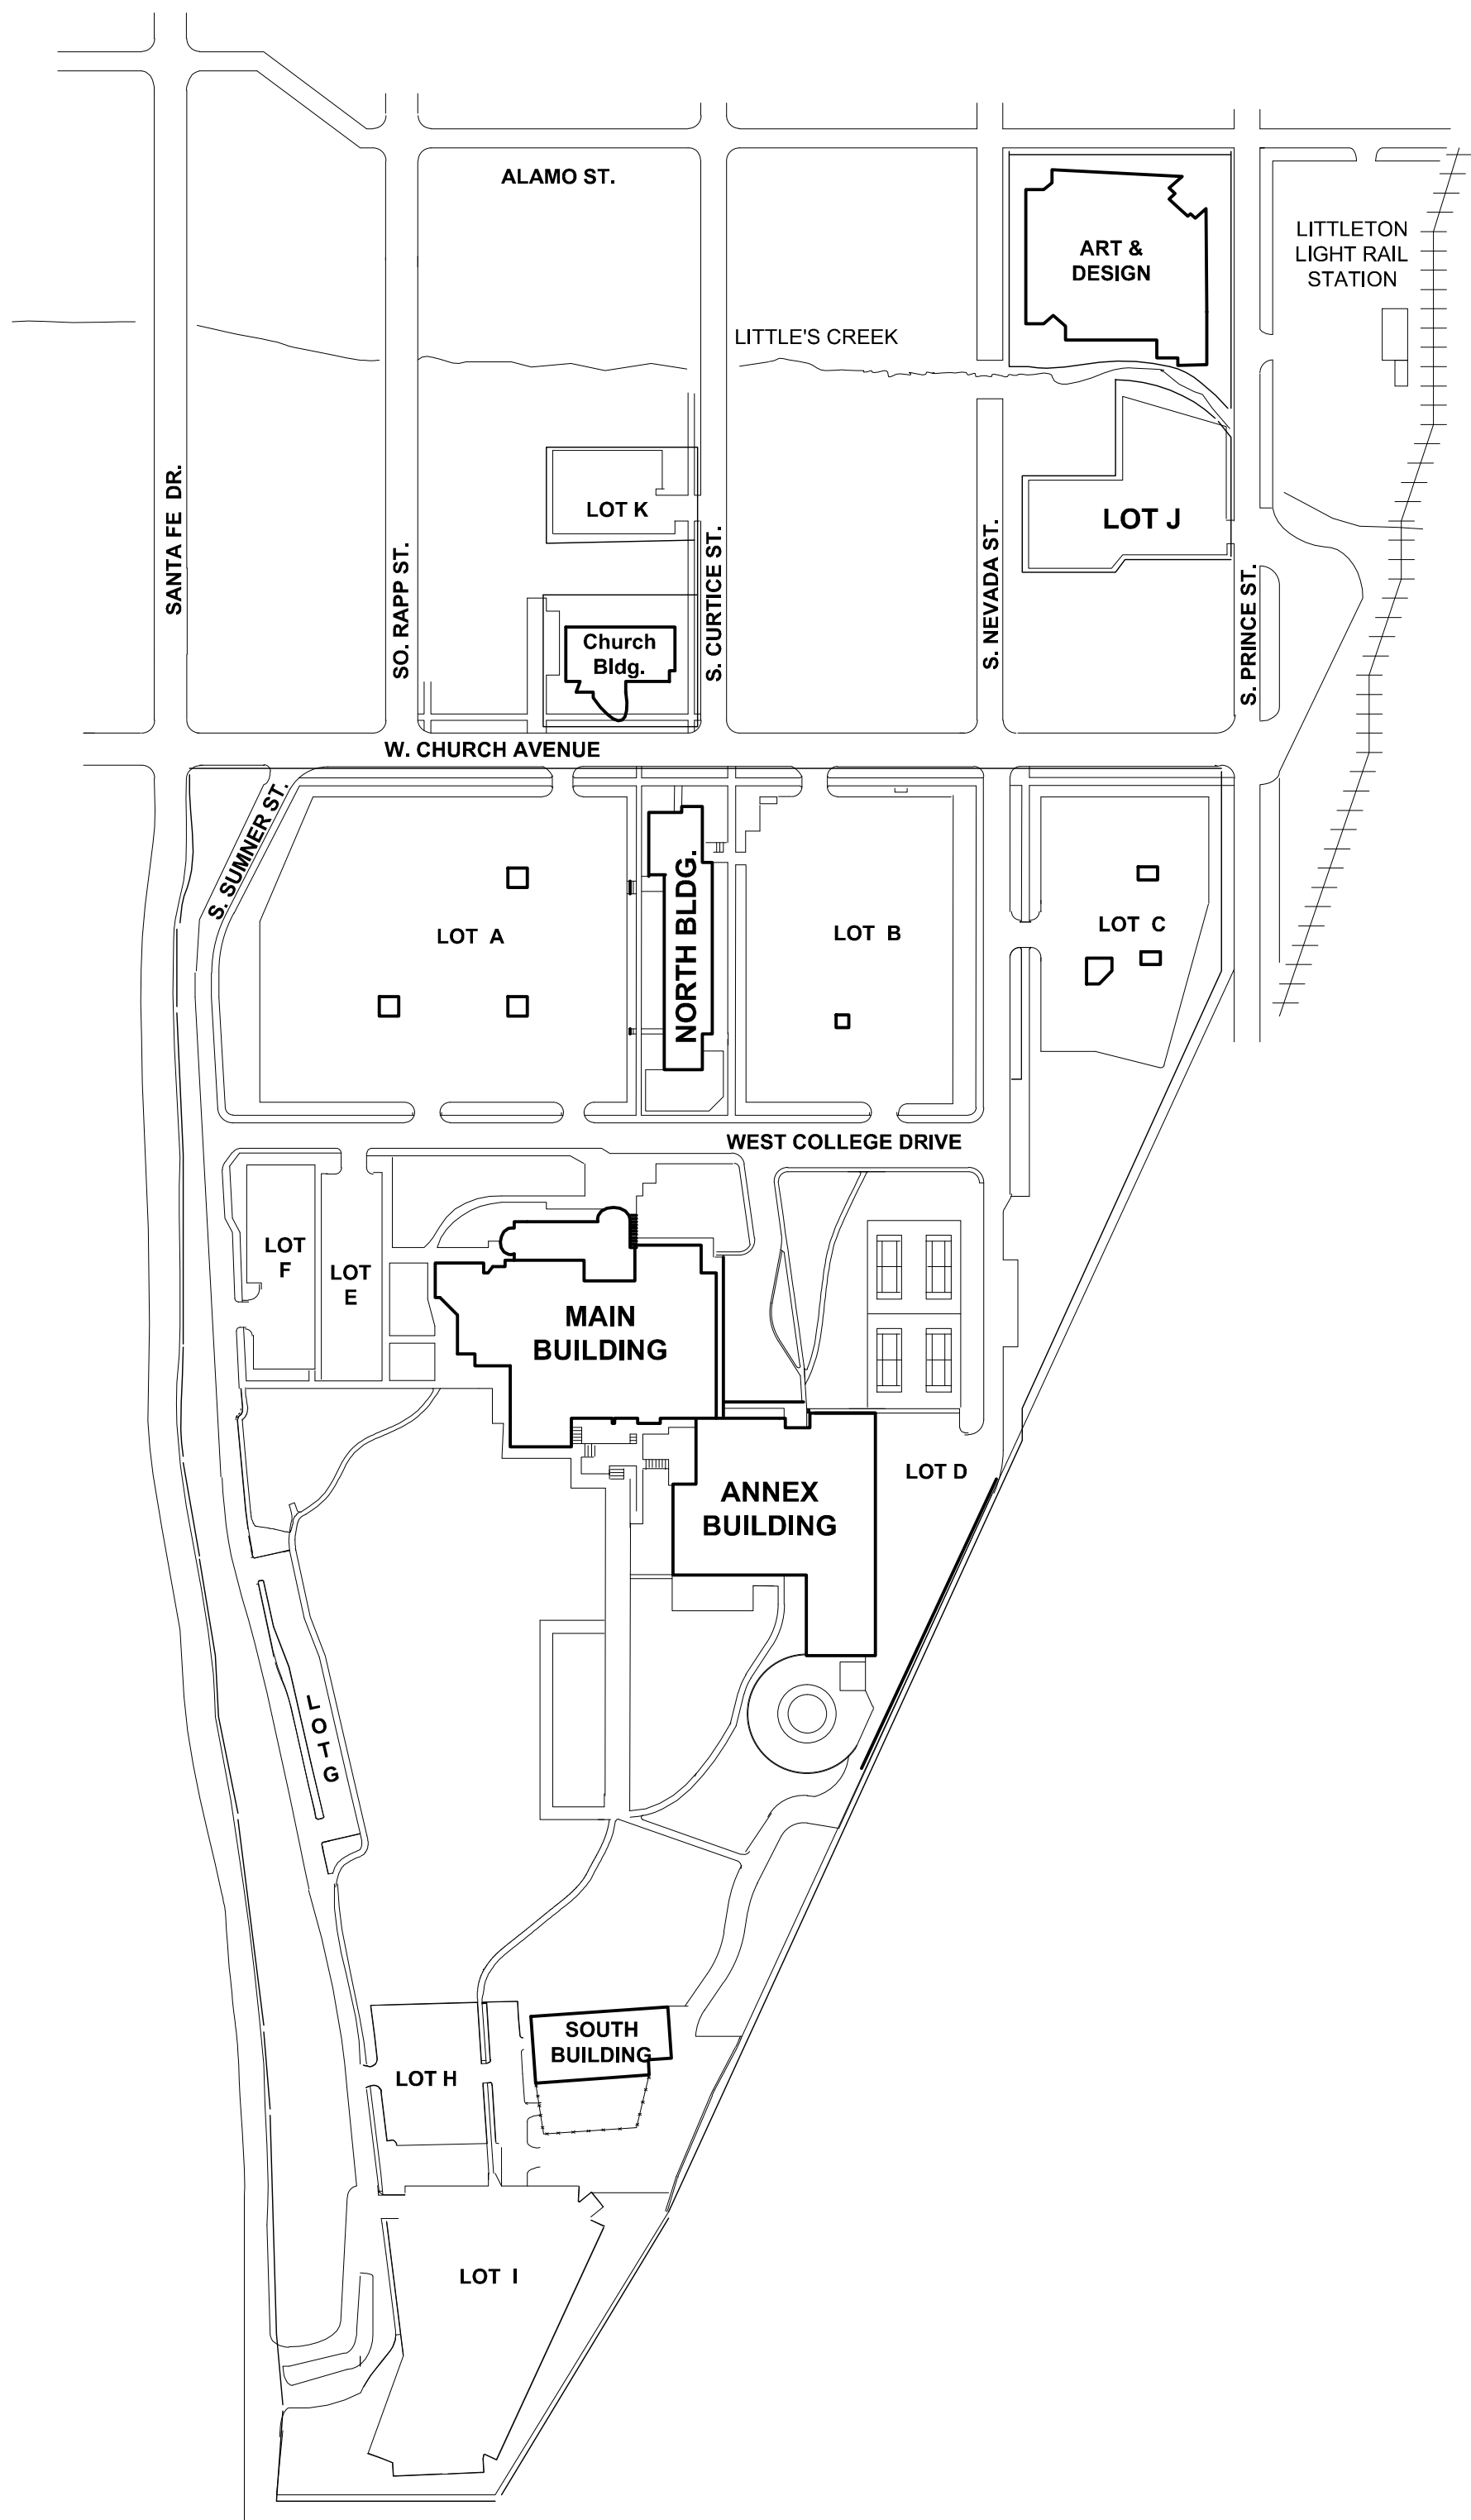 ALAMO ST.
ART &
DESIGN
LITTLETON
LIGHT RAIL
STATION
LITTLE'S CREEK
SANTA FE DR.
SO. RAPP ST.
LOT K
S. CURTICE ST.
S. NEVADA ST.
LOT J
S. PRINCE ST.
Church
Bldg.
W. CHURCH AVENUE
S. SUMNER ST.
LOT A
NORTH BLDG.
LOT B
LOT C
WEST COLLEGE DRIVE
LOT
F
LOT
E
MAIN
BUILDING
LOT D
ANNEX
BUILDING
LOT G
SOUTH
BUILDING
LOT H
LOT I